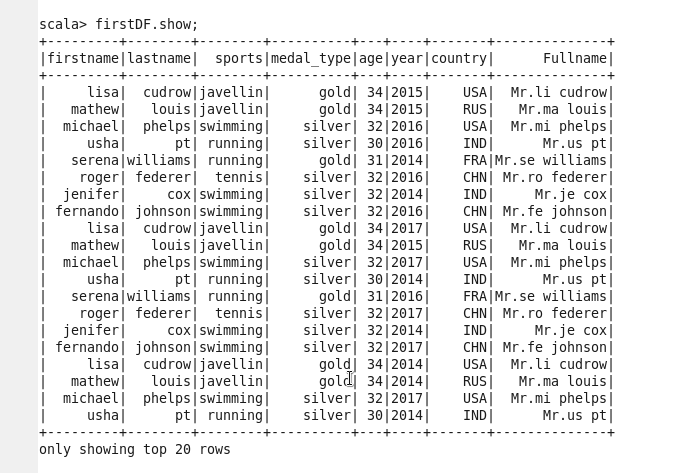 scala> firstDF.show;
+---------+--------+--------+----------+---+----+-------+--------------+
|firstname|lastname|  sports|medal_type|age|year|country|      Fullname|
+---------+--------+--------+----------+---+----+-------+--------------+
|     lisa|  cudrow|javellin|      gold| 34|2015|    USA|  Mr.li cudrow|
|   mathew|   louis|javellin|      gold| 34|2015|    RUS|   Mr.ma louis|
|  michael|  phelps|swimming|    silver| 32|2016|    USA|  Mr.mi phelps|
|     usha|      pt| running|    silver| 30|2016|    IND|      Mr.us pt|
|   serena|williams| running|      gold| 31|2014|    FRA|Mr.se williams|
|    roger| federer|  tennis|    silver| 32|2016|    CHN| Mr.ro federer|
|  jenifer|     cox|swimming|    silver| 32|2014|    IND|     Mr.je cox|
| fernando| johnson|swimming|    silver| 32|2016|    CHN| Mr.fe johnson|
|     lisa|  cudrow|javellin|      gold| 34|2017|    USA|  Mr.li cudrow|
|   mathew|   louis|javellin|      gold| 34|2015|    RUS|   Mr.ma louis|
|  michael|  phelps|swimming|    silver| 32|2017|    USA|  Mr.mi phelps|
|     usha|      pt| running|    silver| 30|2014|    IND|      Mr.us pt|
|   serena|williams| running|      gold| 31|2016|    FRA|Mr.se williams|
|    roger| federer|  tennis|    silver| 32|2017|    CHN| Mr.ro federer|
|  jenifer|     cox|swimming|    silver| 32|2014|    IND|     Mr.je cox|
| fernando| johnson|swimming|    silver| 32|2017|    CHN| Mr.fe johnson|
|     lisa|  cudrow|javellin|      gold| 34|2014|    USA|  Mr.li cudrow|
|   mathew|   louis|javellin|      gold| 34|2014|    RUS|   Mr.ma louis|
|  michael|  phelps|swimming|    silver| 32|2017|    USA|  Mr.mi phelps|
|     usha|      pt| running|    silver| 30|2014|    IND|      Mr.us pt|
+---------+--------+--------+----------+---+----+-------+--------------+
only showing top 20 rows